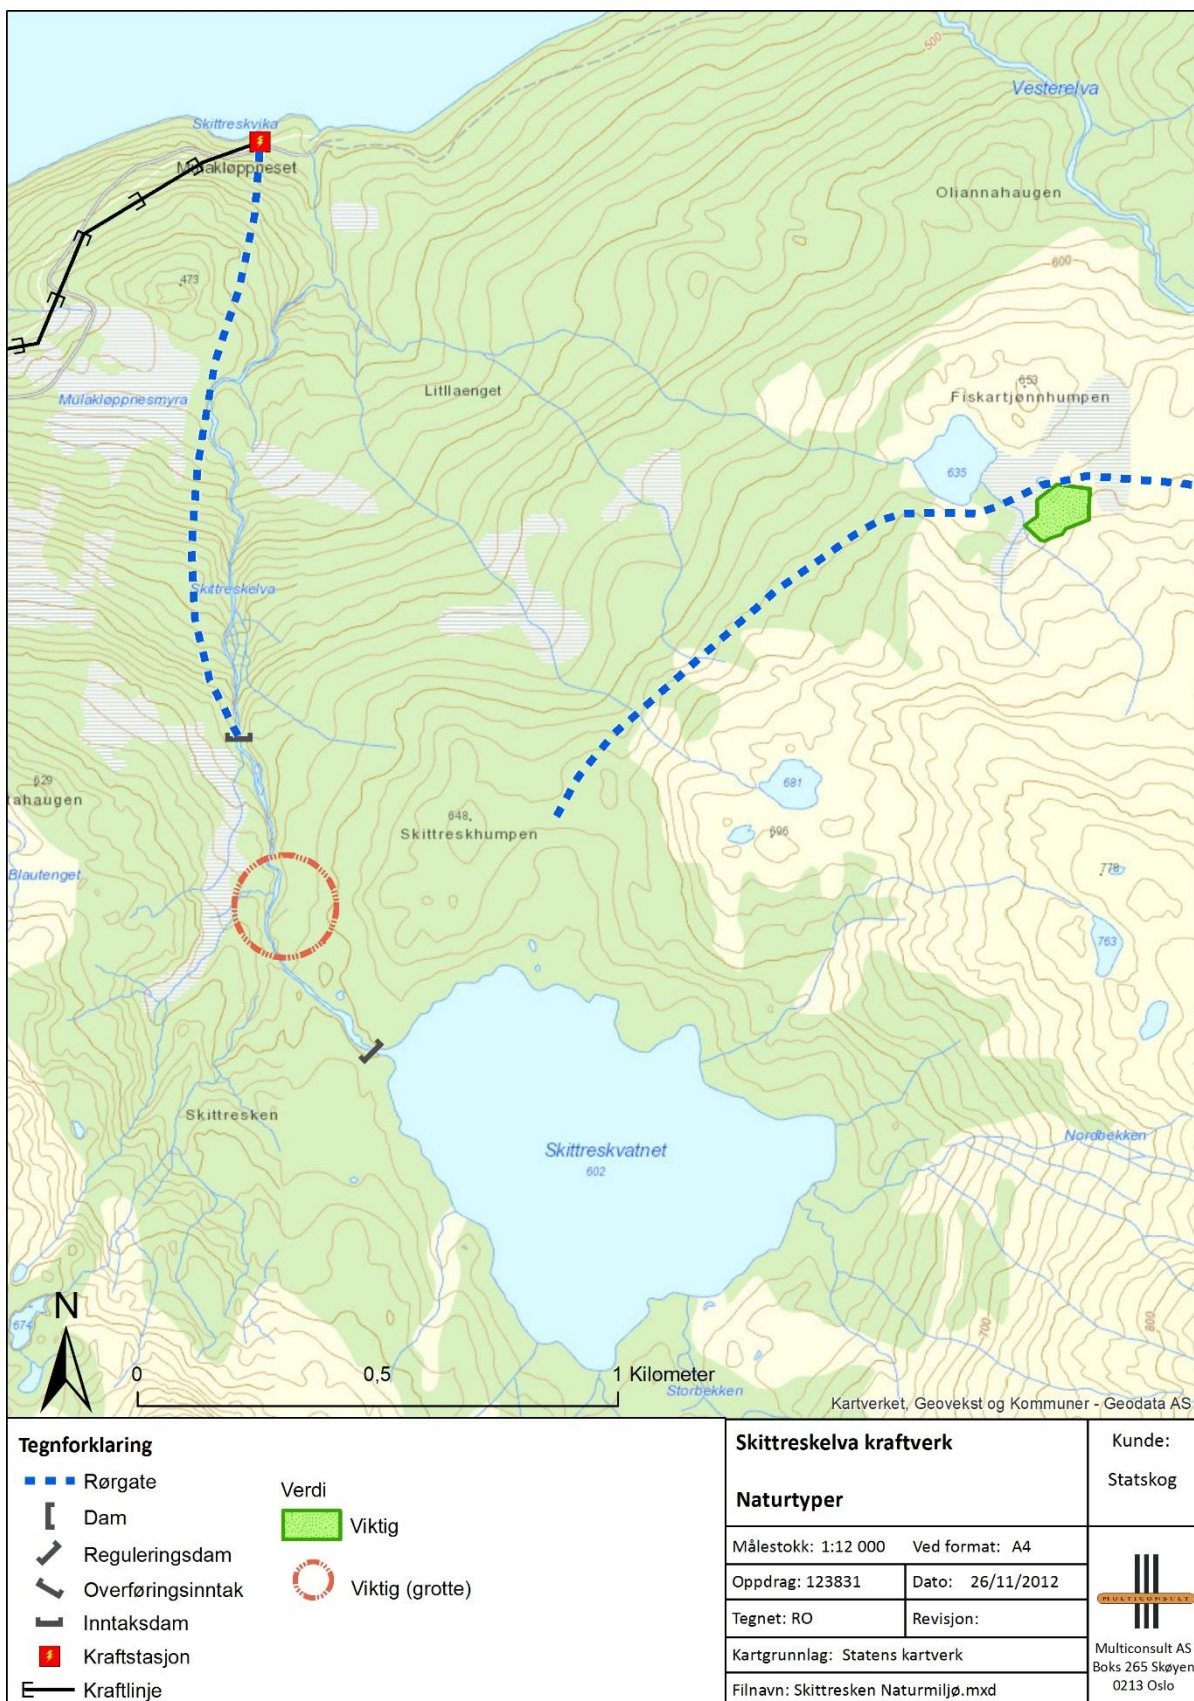 500
Vesterelva
Skittreskvika
Mulakløppneset
Oliannahaugen
600
473
653
Fiskartjønnhumpen
Litllaenget
Mulakløppnesmyra
635
Skittreskelva
629
tahaugen
681
648
Skittreskhumpen
696
778
Blautenget
763
Skittresken
Nordbekken
Skittreskvatnet
602
N
674
700
800
0 0,5 1 Kilometer
Storbekken
Kartverket, Geovekst og Kommuner - Geodata AS
Tegnforklaring
Rørgate
Dam
Reguleringsdam
Overføringsinntak
Inntaksdam
Kraftstasjon
Kraftlinje
Verdi
Viktig
Viktig (grotte)
Skittreskelva kraftverk
Naturtyper
Målestokk: 1:12 000 Ved format: A4
Oppdrag: 123831 Dato: 26/11/2012
Tegnet: RO Revisjon:
Kartgrunnlag: Statens kartverk
Filnavn: Skittresken Naturmiljø.mxd
Kunde:
Statskog
MULTICONSULT
Multiconsult AS
Boks 265 Skøyen
0213 Oslo